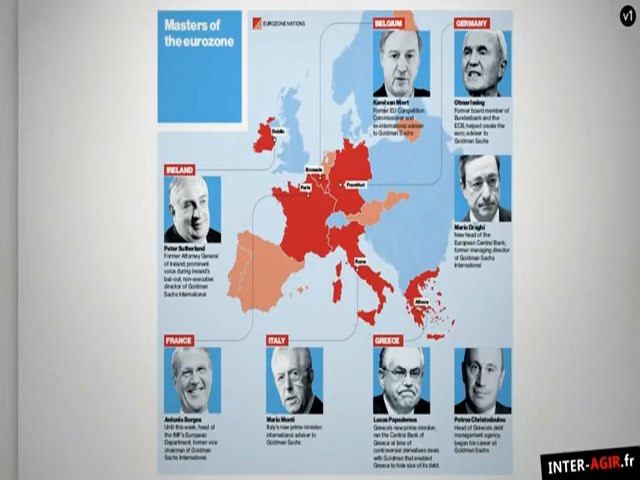 v1
Masters of
the eurozone
EUROZONE NATIONS
BELGIUM
Karel van Miert
Former EU Competition
Commissioner and
ex-international adviser
to Goldman Sachs
GERMANY
Otmar Issing
Former board member of
Bundesbank and the
ECB, helped create the
euro, adviser to
Goldman Sachs
Dublin
Brussels
Paris
Frankfurt
Rome
Athens
IRELAND
Peter Sutherland
Former Attorney General
of Ireland, prominent
voice during Ireland's
bail-out, non-executive
director of Goldman
Sachs International
Mario Draghi
New head of the
European Central Bank,
former managing director
of Goldman Sachs
International
FRANCE
Antonio Borges
Until this week, head of
the IMF's European
Department, former vice
chairman of Goldman
Sachs International
ITALY
Mario Monti
Italy's new prime minister,
international adviser to
Goldman Sachs
GREECE
Lucas Papademos
Greece's new prime minister,
ran the Central Bank of
Greece at time of
controversial derivatives deals
with Goldman that enabled
Greece to hide size of its debt
Petros Christodoulou
Head of Greece's debt
management agency,
began his career at
Goldman Sachs
INTER-AGIR.fr